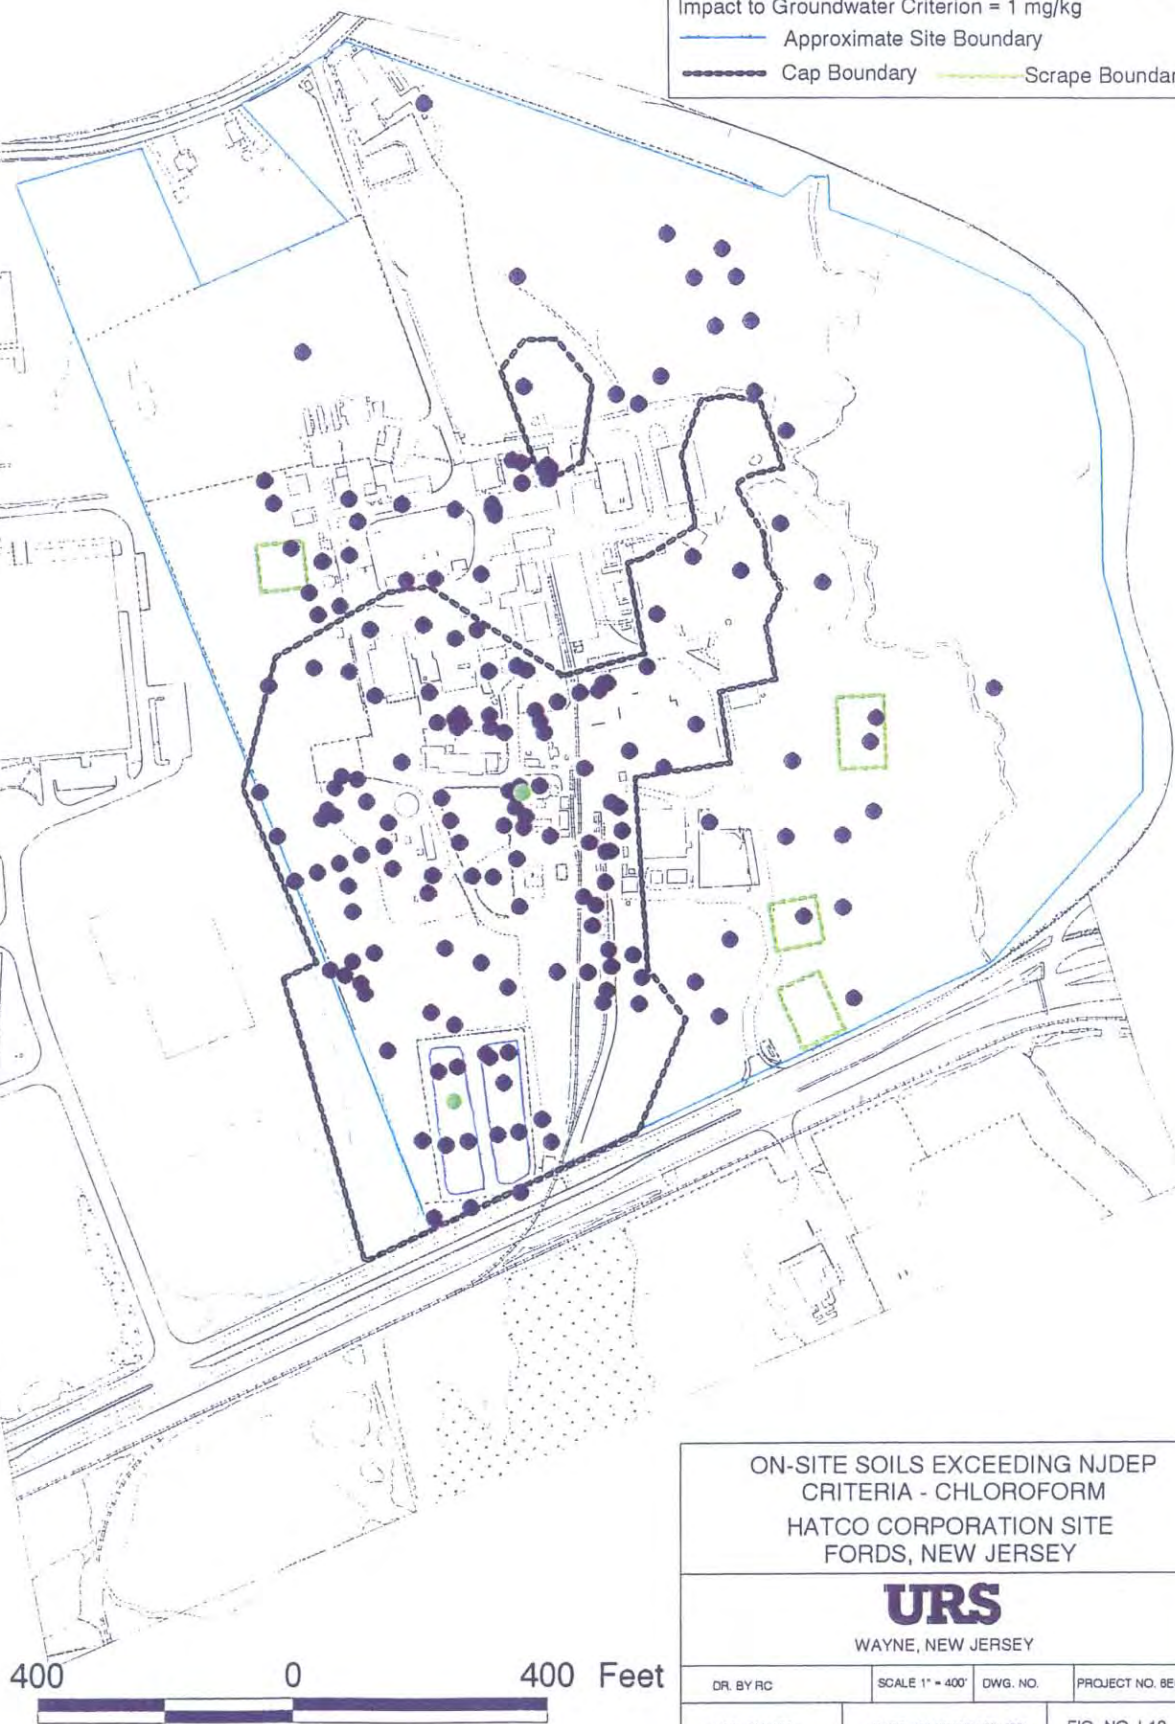 Impact to Groundwater Criterion = 1 mg/kg
Approximate Site Boundary
Cap Boundary
ON-SITE SOILS EXCEEDING NJDEP
CRITERIA - CHLOROFORM
HATCO CORPORATION SITE
FORDS, NEW JERSEY
URS
WAYNE, NEW JERSEY
400 0 400 Feet
DR. BY RC SCALE 1" = 400' DWG. NO. PROJECT NO.
FIG. NO.